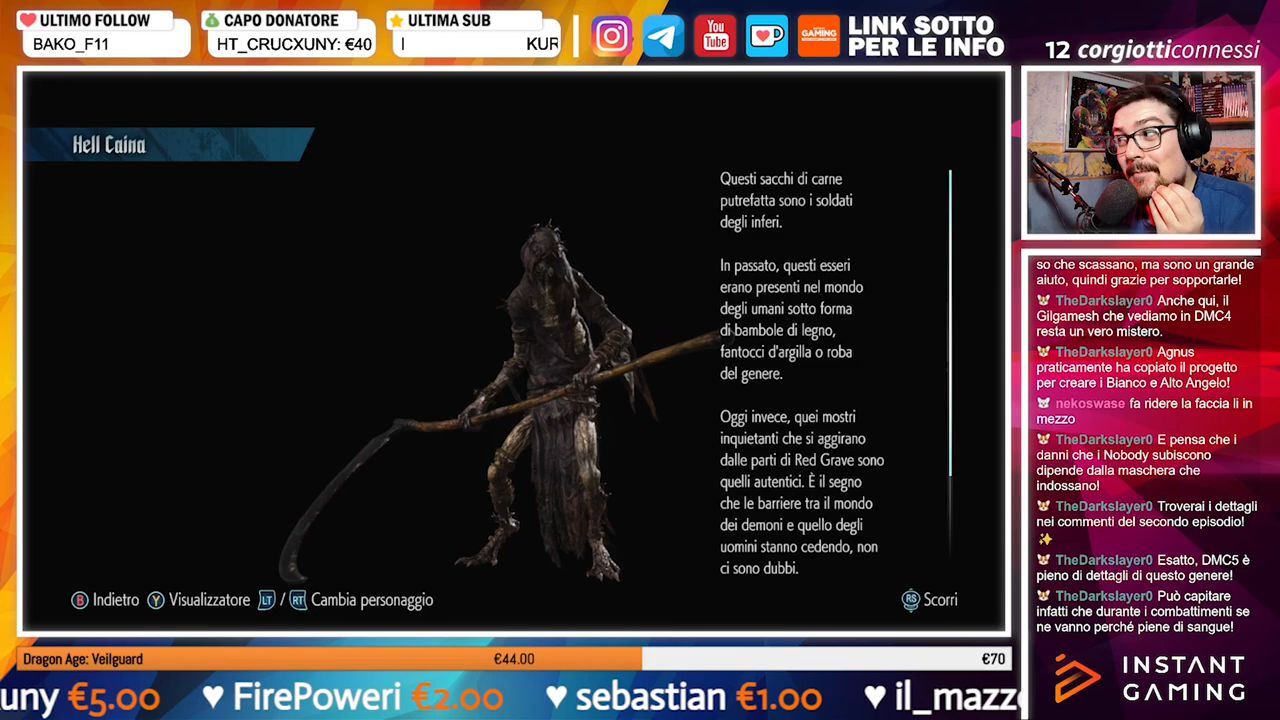 ULTIMO FOLLOW
BAKO_F11
CAPO DONATORE
HT_CRUCXUNY: €40
ULTIMA SUB
I KUR
You
Tube
GAMING
LINK SOTTO
PER LE INFO
12 corgiotticonnessi
Hell Caina
Questi sacchi di carne
putrefatta sono i soldati
degli inferi.
In passato, questi esseri
erano presenti nel mondo
degli umani sotto forma
di bambole di legno,
fantocci d'argilla o roba
del genere.
Oggi invece, quei mostri
inquietanti che si aggirano
dalle parti di Red Grave sono
quelli autentici. È il segno
che le barriere tra il mondo
dei demoni e quello degli
uomini stanno cedendo, non
ci sono dubbi.
B Indietro Y Visualizzatore LT / RT Cambia personaggio
RS Scorri
so che scassano, ma sono un grande
aiuto, quindi grazie per sopportarle!
TheDarkslayer0 Anche qui, il
Gilgamesh che vediamo in DMC4
resta un vero mistero.
TheDarkslayer0 Agnus
praticamente ha copiato il progetto
per creare i Bianco e Alto Angelo!
nekoswase fa ridere la faccia li in
mezzo
TheDarkslayer0 E pensa che i
danni che i Nobody subiscono
dipende dalla maschera che
indossano!
TheDarkslayer0 Troverai i dettagli
nei commenti del secondo episodio!
TheDarkslayer0 Esatto, DMC5 è
pieno di dettagli di questo genere!
TheDarkslayer0 Può capitare
infatti che durante i combattimenti se
ne vanno perché piene di sangue!
Dragon Age: Veilguard €44.00 €70
xuny €5.00 ♥ FirePoweri €2.00 ♥ sebastian €1.00 ♥ il_mazz
INSTANT
GAMING